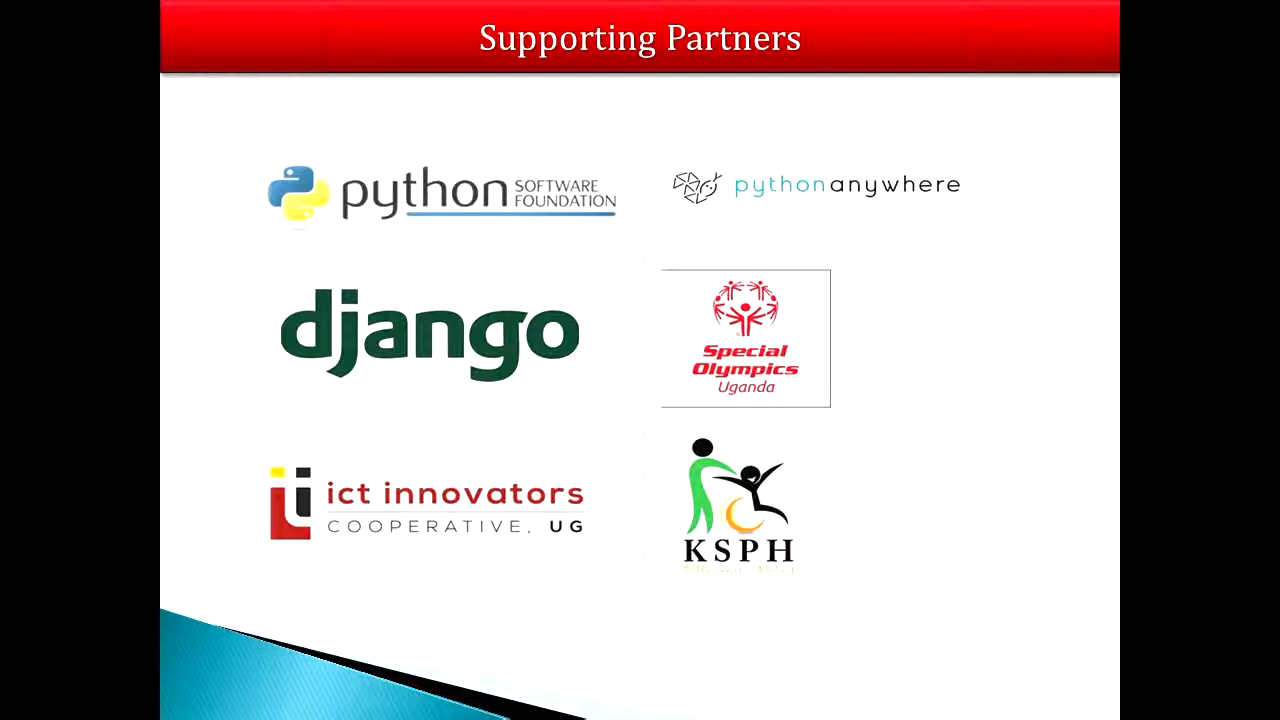 Supporting Partners
python SOFTWARE
FOUNDATION
pythonanywhere
django
Special
Olympics
Uganda
ict innovators
COOPERATIVE, UG
KSPH